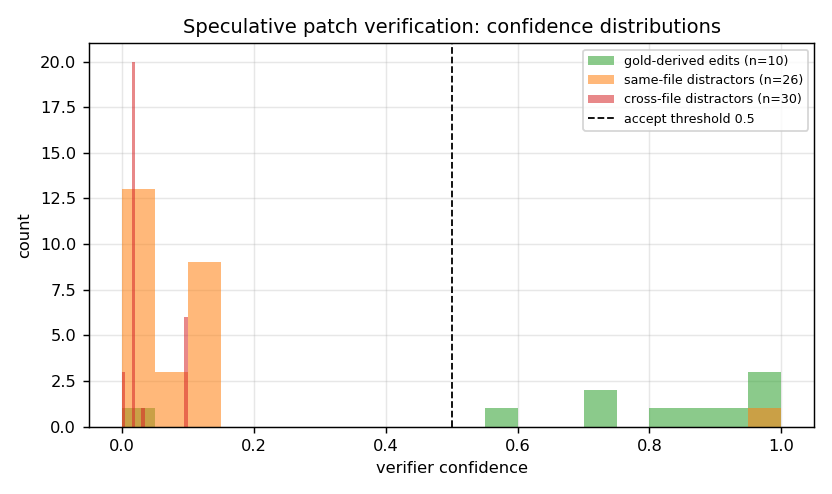 Speculative patch verification: confidence distributions
gold-derived edits (n=10)
same-file distractors (n=26)
cross-file distractors (n=30)
accept threshold 0.5
20.0
17.5
15.0
12.5
10.0
7.5
5.0
2.5
0.0
count
0.0 0.2 0.4 0.6 0.8 1.0
verifier confidence